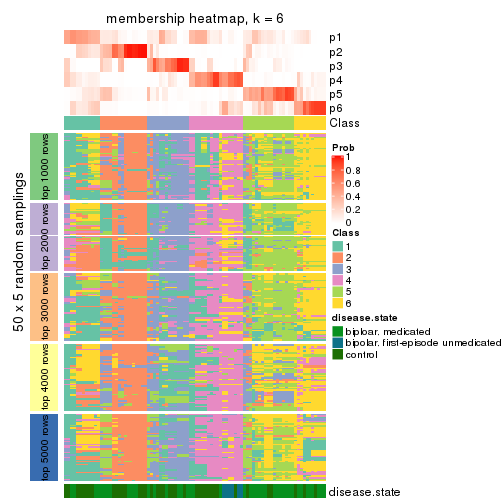 membership heatmap, k = 6
p1
p2
p3
p4
p5
p6
Class
50 x 5 random samplings
top 1000 rows
top 2000 rows
top 3000 rows
top 4000 rows
top 5000 rows
Prob
1
0.8
0.6
0.4
0.2
0
Class
1
2
3
4
5
6
disease.state
biploar. medicated
bipolar. first-episode unmedicated
control
disease.state